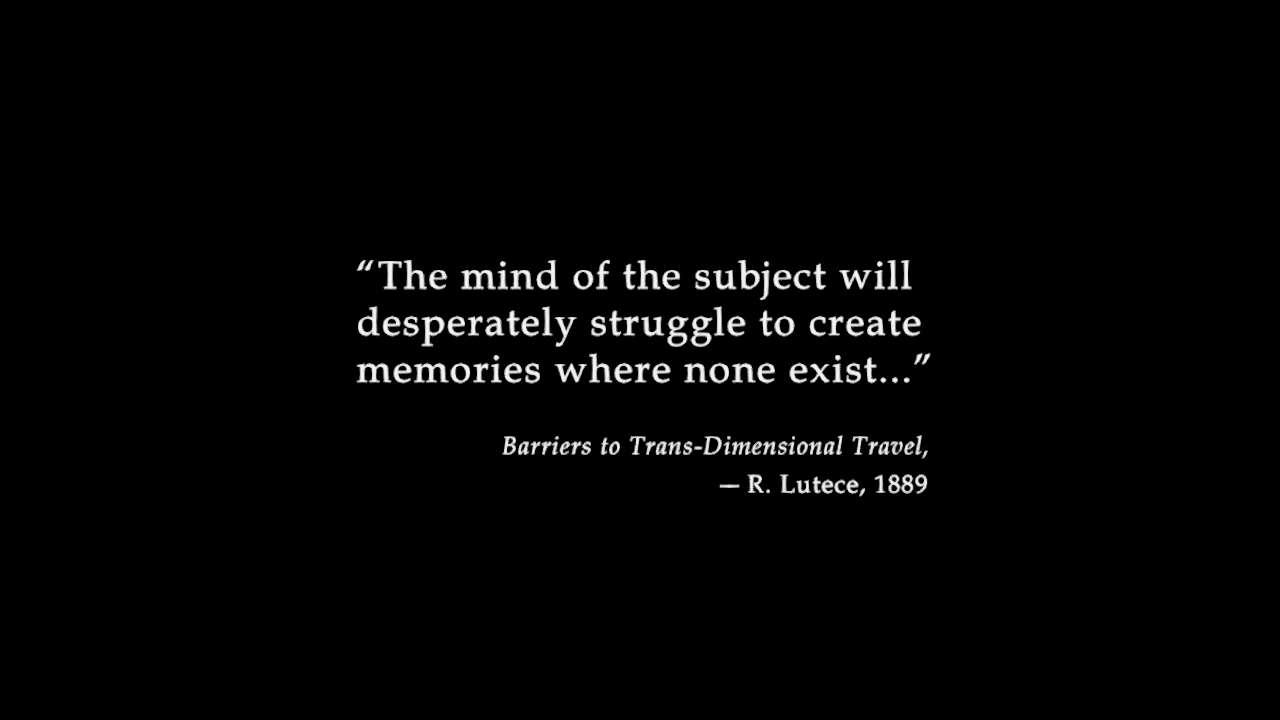 “The mind of the subject will
desperately struggle to create
memories where none exist...”
Barriers to Trans-Dimensional Travel,
— R. Lutece, 1889